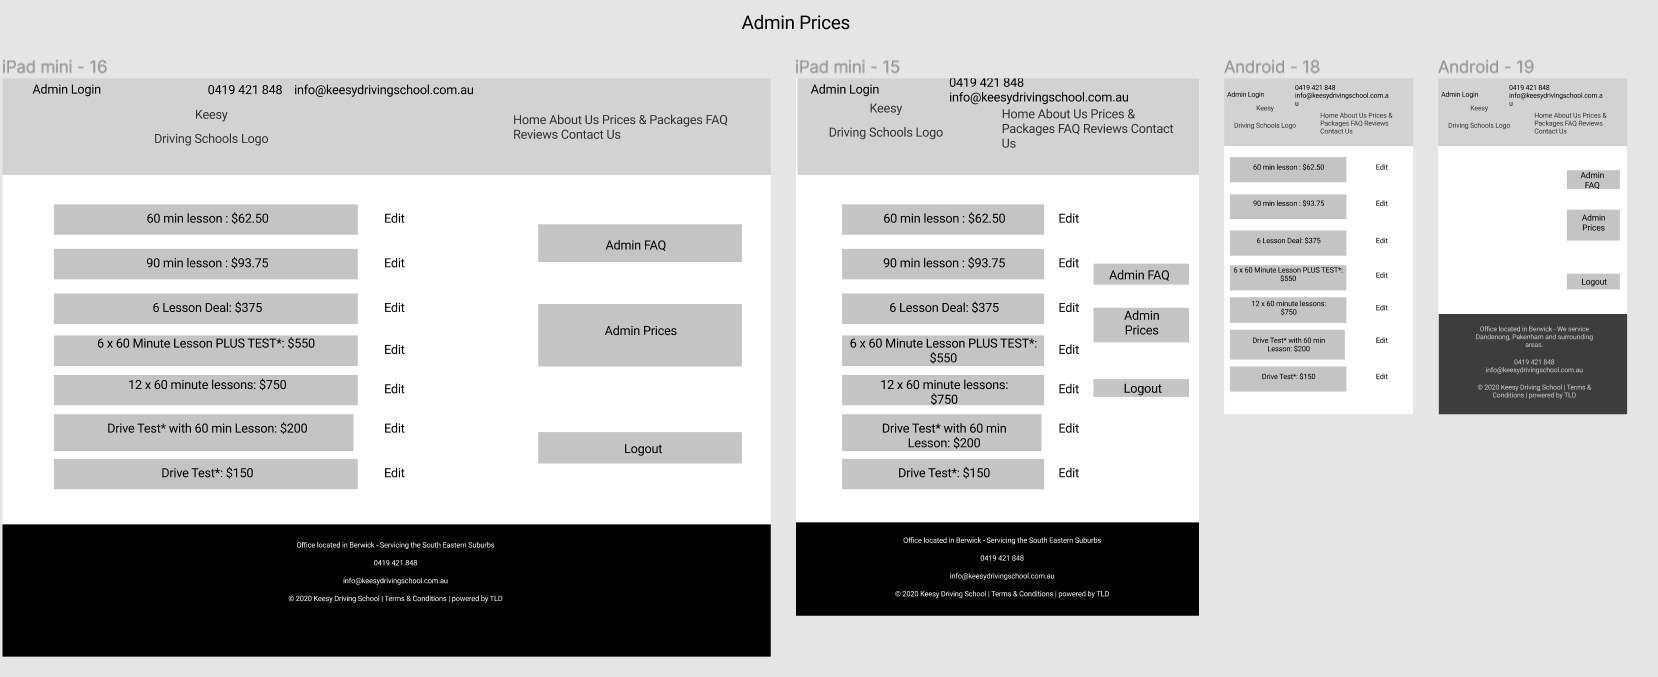 Admin Prices
iPad mini - 16
Admin Login
0419 421 848
info@keesydrivingschool.com.au
Keesy
Driving Schools Logo
Home About Us Prices & Packages FAQ
Reviews Contact Us
60 min lesson : $62.50
Edit
90 min lesson : $93.75
Edit
6 Lesson Deal: $375
Edit
6 x 60 Minute Lesson PLUS TEST*: $550
Edit
12 x 60 minute lessons: $750
Edit
Drive Test* with 60 min Lesson: $200
Edit
Drive Test*: $150
Edit
Admin FAQ
Admin Prices
Logout
Office located in Berwick - Servicing the South Eastern Suburbs
0419 421 848
info@keesydrivingschool.com.au
© 2020 Keesy Driving School | Terms & Conditions | powered by TLD
iPad mini - 15
Admin Login
0419 421 848
info@keesydrivingschool.com.au
Keesy
Driving Schools Logo
Home About Us Prices &
Packages FAQ Reviews Contact
Us
60 min lesson : $62.50
Edit
90 min lesson : $93.75
Edit
6 Lesson Deal: $375
Edit
6 x 60 Minute Lesson PLUS TEST*:
$550
Edit
12 x 60 minute lessons:
$750
Edit
Drive Test* with 60 min
Lesson: $200
Edit
Drive Test*: $150
Edit
Admin FAQ
Admin
Prices
Logout
Office located in Berwick - Servicing the South Eastern Suburbs
0419 421 848
info@keesydrivingschool.com.au
© 2020 Keesy Driving School | Terms & Conditions | powered by TLD
Android - 18
Admin Login
0419 421 848
info@keesydrivingschool.com.a
u
Keesy
Driving Schools Logo
Home About Us Prices &
Packages FAQ Reviews
Contact Us
60 min lesson : $62.50
Edit
90 min lesson : $93.75
Edit
6 Lesson Deal: $375
Edit
6 x 60 Minute Lesson PLUS TEST*:
$550
Edit
12 x 60 minute lessons:
$750
Edit
Drive Test* with 60 min
Lesson: $200
Edit
Drive Test*: $150
Edit
Android - 19
Admin Login
0419 421 848
info@keesydrivingschool.com.a
u
Keesy
Driving Schools Logo
Home About Us Prices &
Packages FAQ Reviews
Contact Us
Admin
FAQ
Admin
Prices
Logout
Office located in Berwick - We service
Dandenong, Pakenham and surrounding
areas.
0419 421 848
info@keesydrivingschool.com.au
© 2020 Keesy Driving School | Terms &
Conditions | powered by TLD